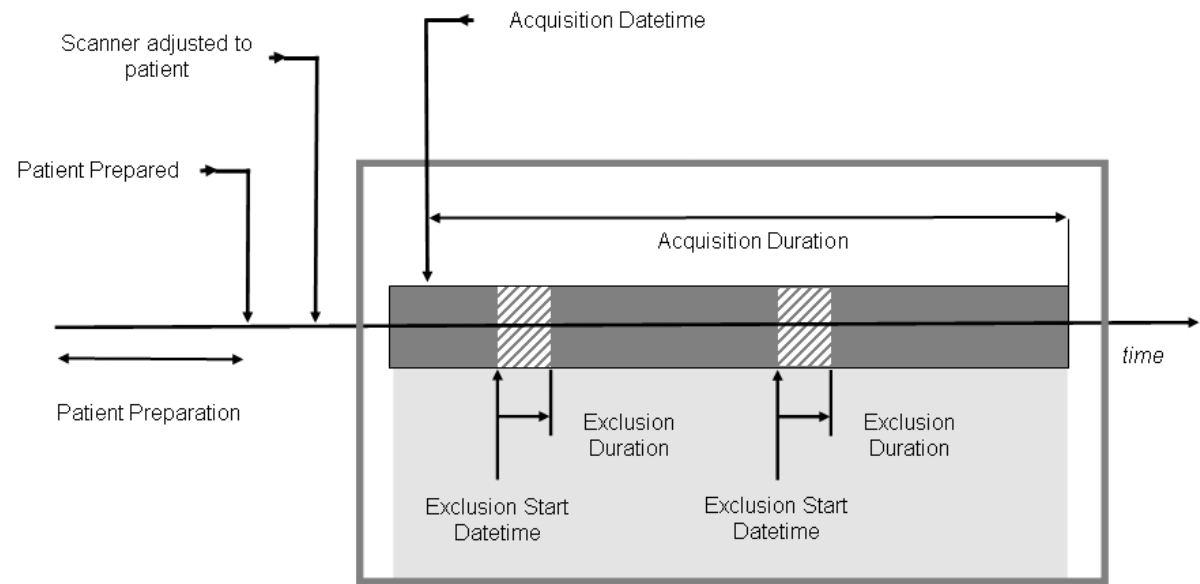 Acquisition Datetime
Scanner adjusted to
patient
Patient Prepared
Acquisition Duration
time
Patient Preparation
Exclusion
Duration
Exclusion
Duration
Exclusion Start
Datetime
Exclusion Start
Datetime